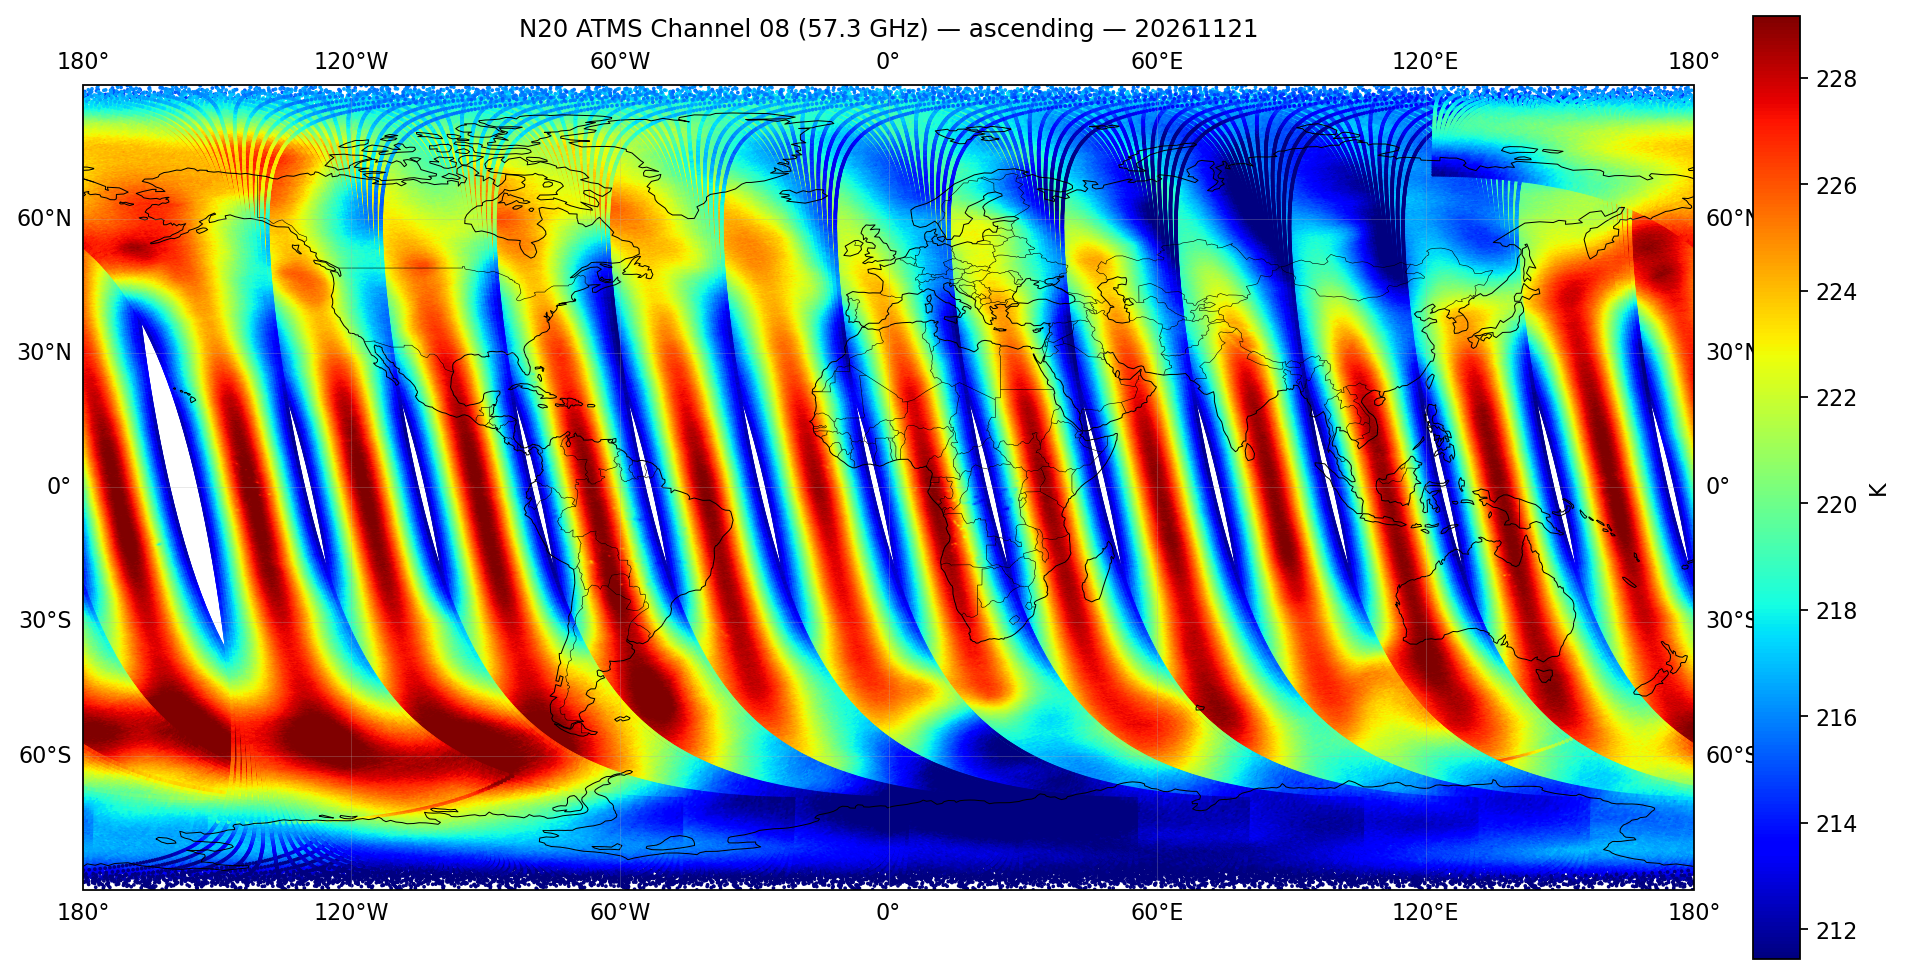 N20 ATMS Channel 08 (57.3 GHz) — ascending — 20261121
180° 120°W 60°W 0° 60°E 120°E 180°
60°N 60°N
30°N 30°N
0° 0°
30°S 30°S
60°S 60°S
180° 120°W 60°W 0° 60°E 120°E 180°
228
226
224
222
220
218
216
214
212
K